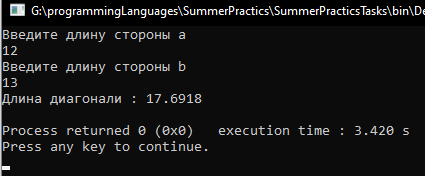 G:\programmingLanguages\SummerPractics\SummerPracticsTasks\bin\De
Введите длину стороны a
12
Введите длину стороны b
13
Длина диагонали : 17.6918
Process returned 0 (0x0)   execution time : 3.420 s
Press any key to continue.